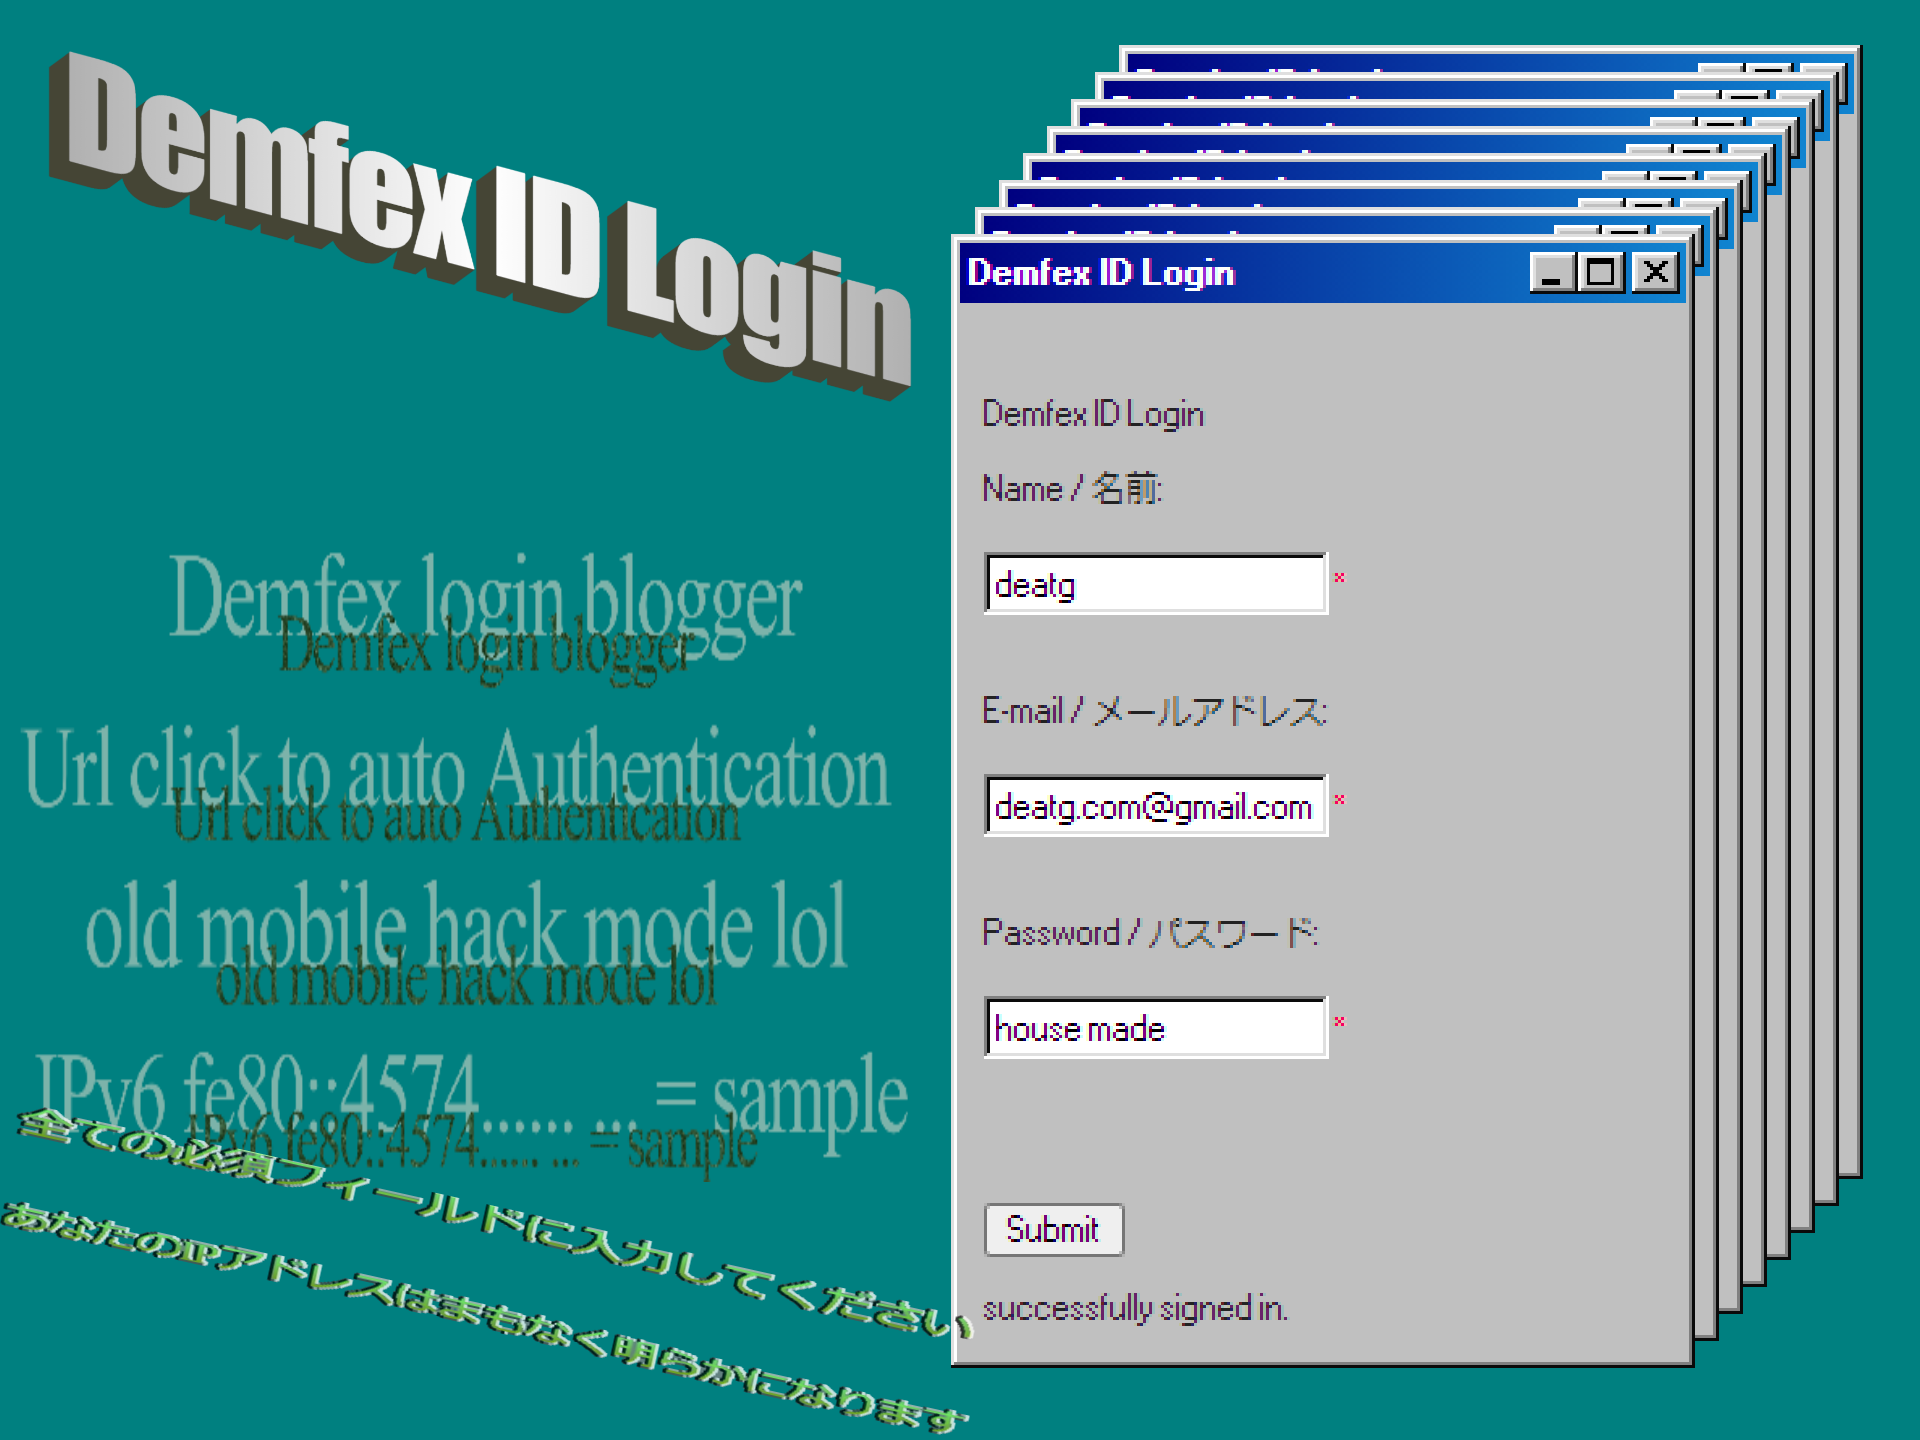 Demfex ID Login
Demfex login blogger
Demfex login blogger
Url click to auto Authentication
Url click to auto Authentication
old mobile hack mode lol
old mobile hack mode lol
IPv6 fe80::4574...... ... = sample
IPv6 fe80::4574...... ... = sample
全ての必須フィールドに入力してください
あなたのIPアドレスはまもなく明らかになります
Demfex ID Login
Demfex ID Login
Name / 名前:
deatg *
E-mail / メールアドレス:
deatg.com@gmail.com *
Password / パスワード:
house made *
Submit
successfully signed in.